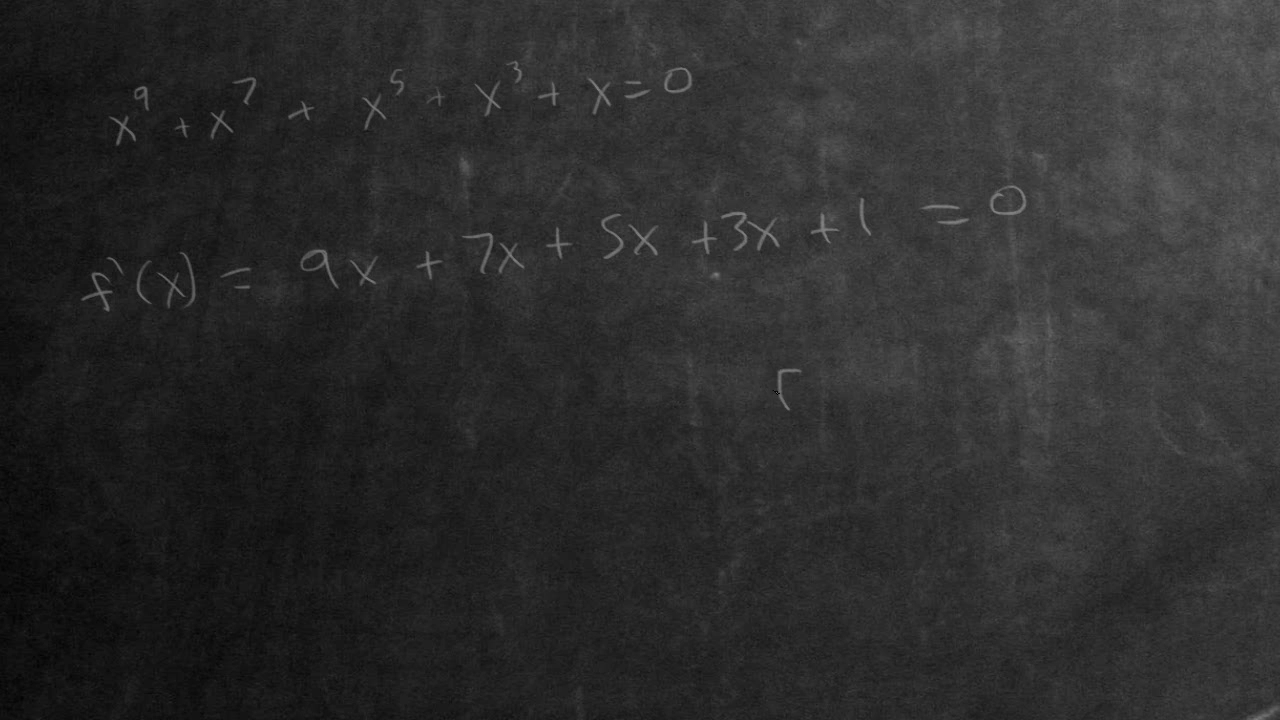 x⁹ + x⁷ + x⁵ + x³ + x = 0
f'(x) = 9x + 7x + 5x + 3x + 1 = 0